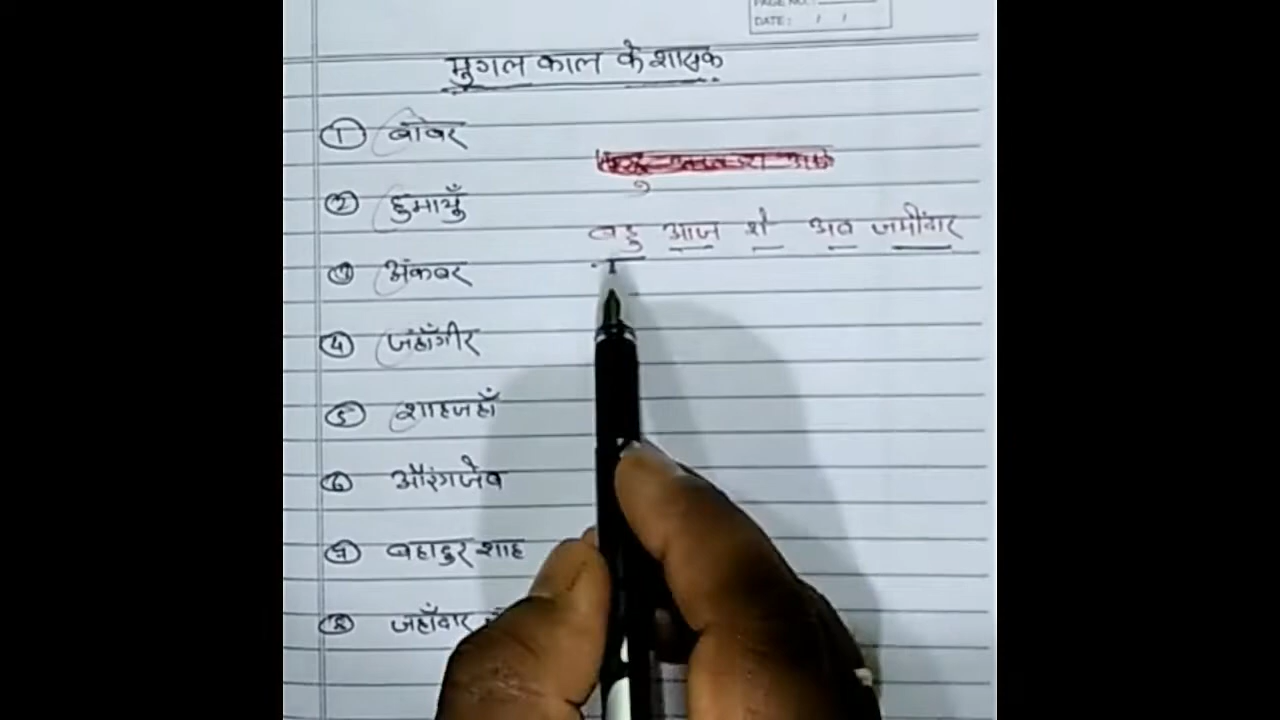 PAGE NO.:
DATE: / /
मुगल काल के शासक
① बाबर
② हुमायूँ
बहु आज शे अब जमींदार
③ अकबर
④ जहाँगीर
⑤ शाहजहाँ
⑥ औरंगजेब
⑦ बहादुर शाह
⑧ जहाँदार